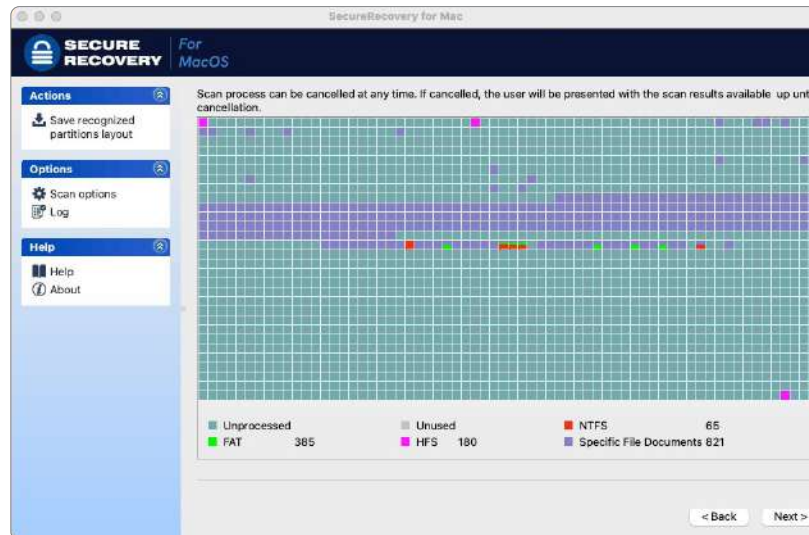 SecureRecovery for Mac
SECURE
RECOVERY
For
MacOS
Actions
Save recognized
partitions layout
Options
Scan options
Log
Help
Help
About
Scan process can be cancelled at any time. If cancelled, the user will be presented with the scan results available up unt
cancellation.
Unprocessed
Unused
NTFS 65
FAT 385
HFS 180
Specific File Documents 821
< Back
Next >